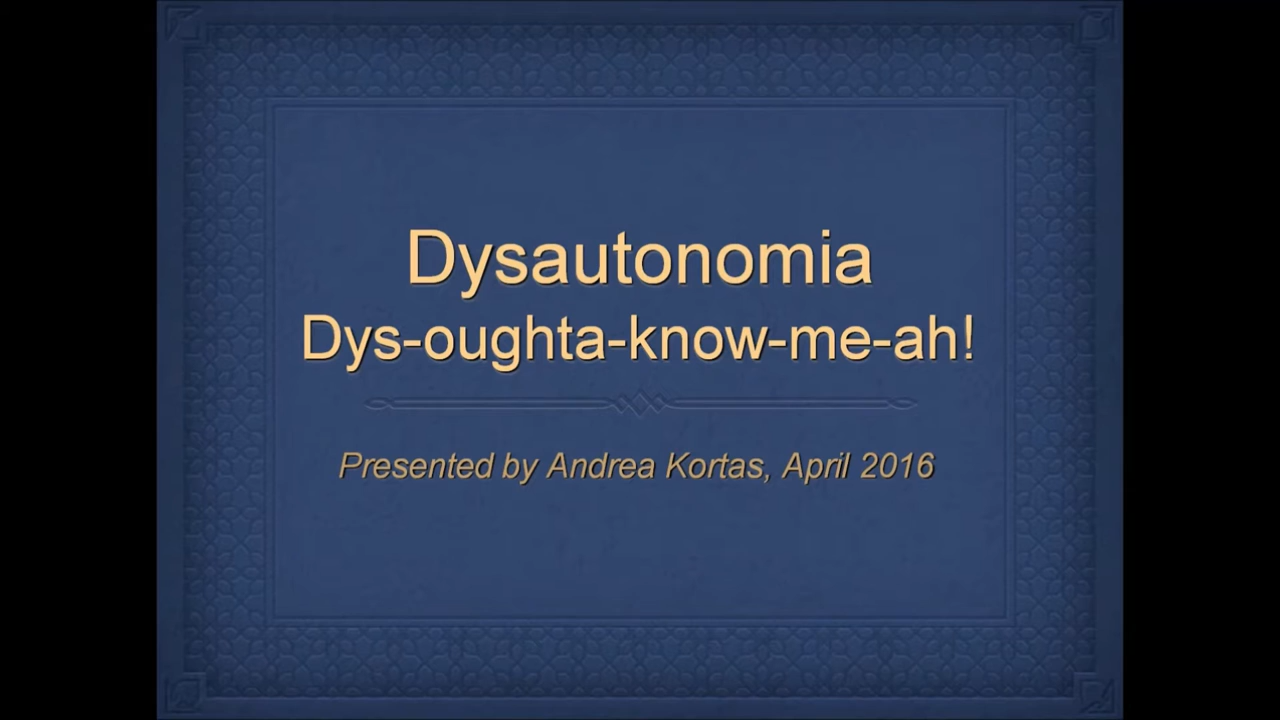 Dysautonomia
Dys-oughta-know-me-ah!
Presented by Andrea Kortas, April 2016